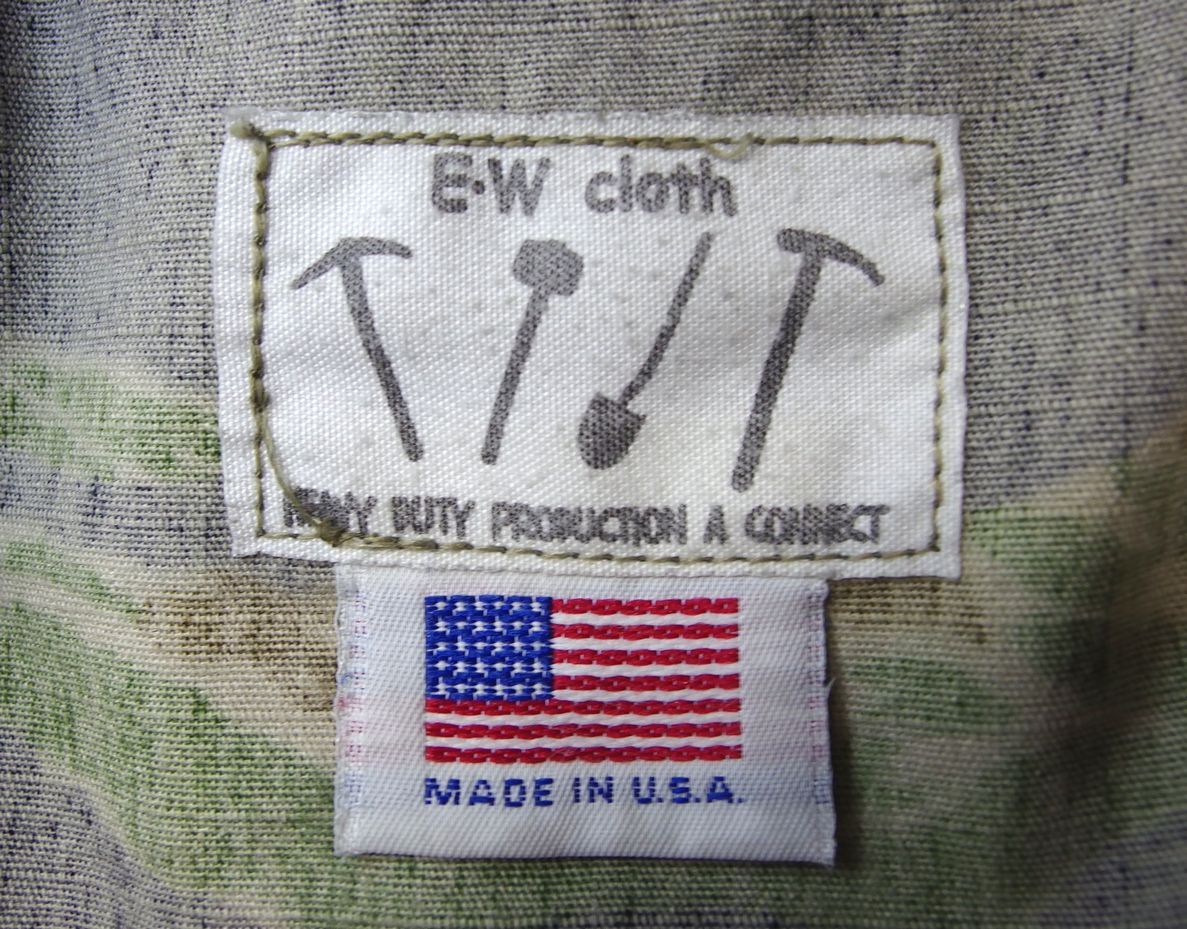 E·W cloth
HEAVY DUTY PRODUCTION A CONNECT
MADE IN U.S.A.